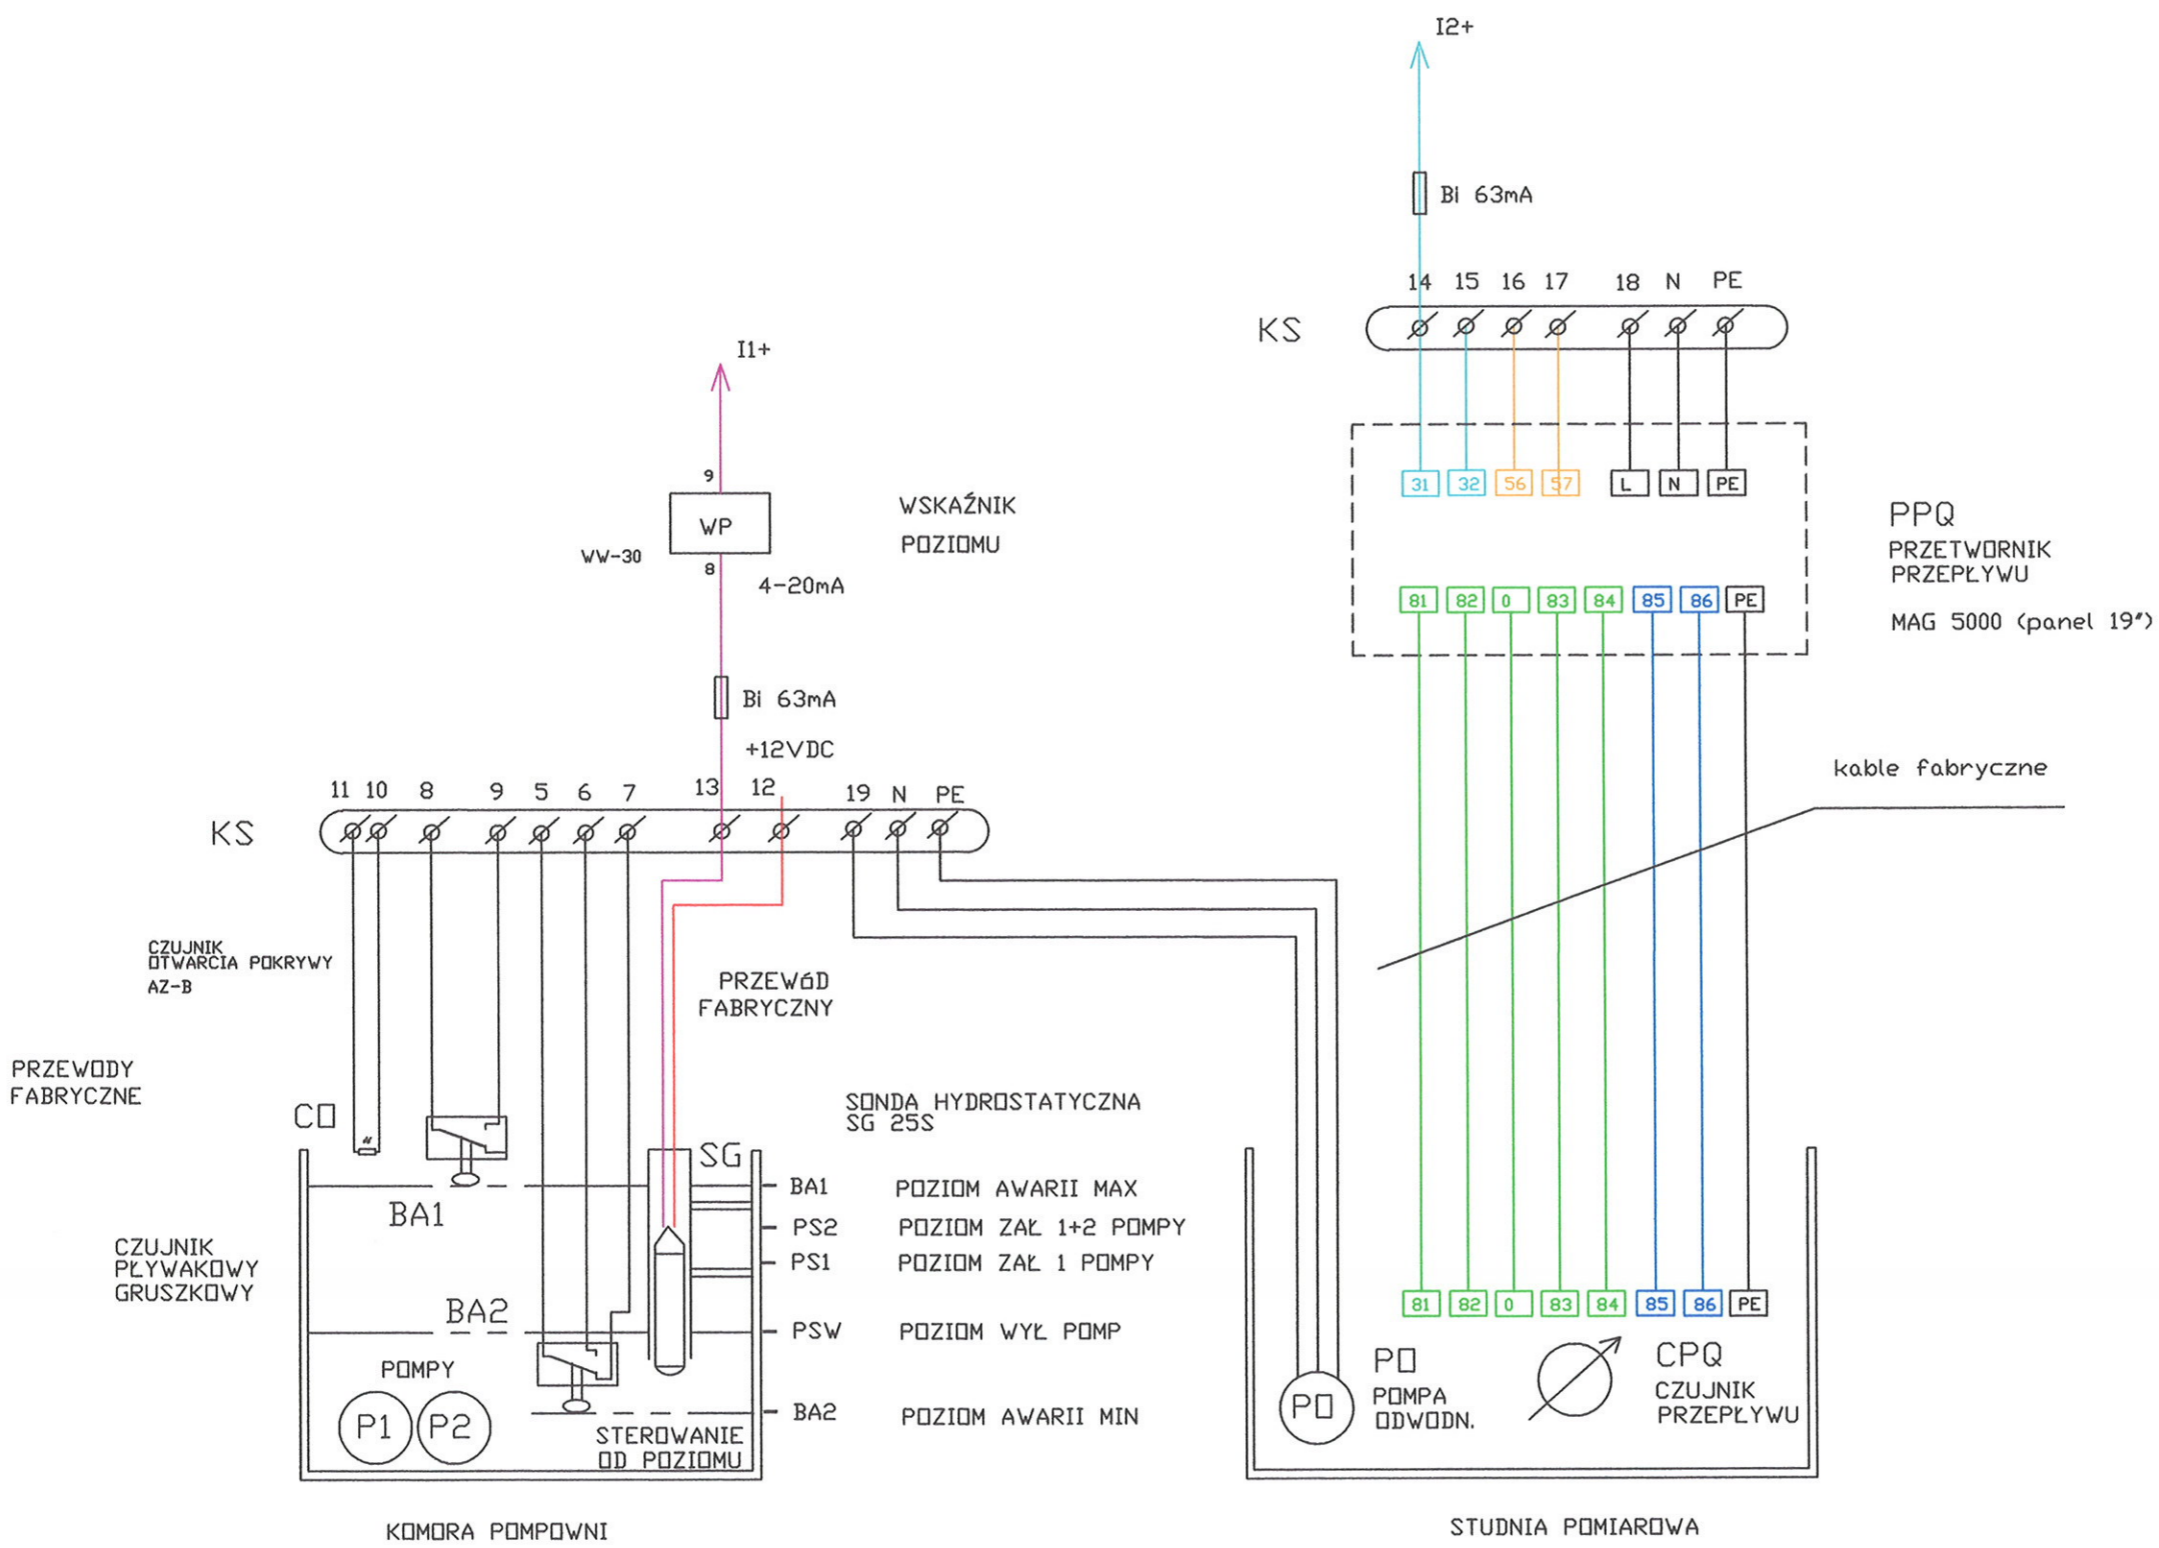 I2+
Bi 63mA
14 15 16 17 18 N PE
KS
I1+
9
WP
WW-30
8
4-20mA
WSKAŹNIK
POZIOMU
31 32 56 57 L N PE
PPQ
PRZETWORNIK
PRZEPŁYWU
MAG 5000 (panel 19")
81 82 0 83 84 85 86 PE
Bi 63mA
+12VDC
kable fabryczne
11 10 8 9 5 6 7 13 12 19 N PE
KS
CZUJNIK
OTWARCIA POKRYWY
AZ-B
PRZEWóD
FABRYCZNY
PRZEWODY
FABRYCZNE
CO
SONDA HYDROSTATYCZNA
SG 25S
SG
BA1 POZIOM AWARII MAX
BA1
PS2 POZIOM ZAŁ 1+2 POMPY
PS1 POZIOM ZAŁ 1 POMPY
CZUJNIK
PŁYWAKOWY
GRUSZKOWY
BA2
PSW POZIOM WYŁ POMP
POMPY
P1 P2
BA2 POZIOM AWARII MIN
STEROWANIE
OD POZIOMU
81 82 0 83 84 85 86 PE
PO
PO
POMPA
ODWODN.
CPQ
CZUJNIK
PRZEPŁYWU
KOMORA POMPOWNI
STUDNIA POMIAROWA